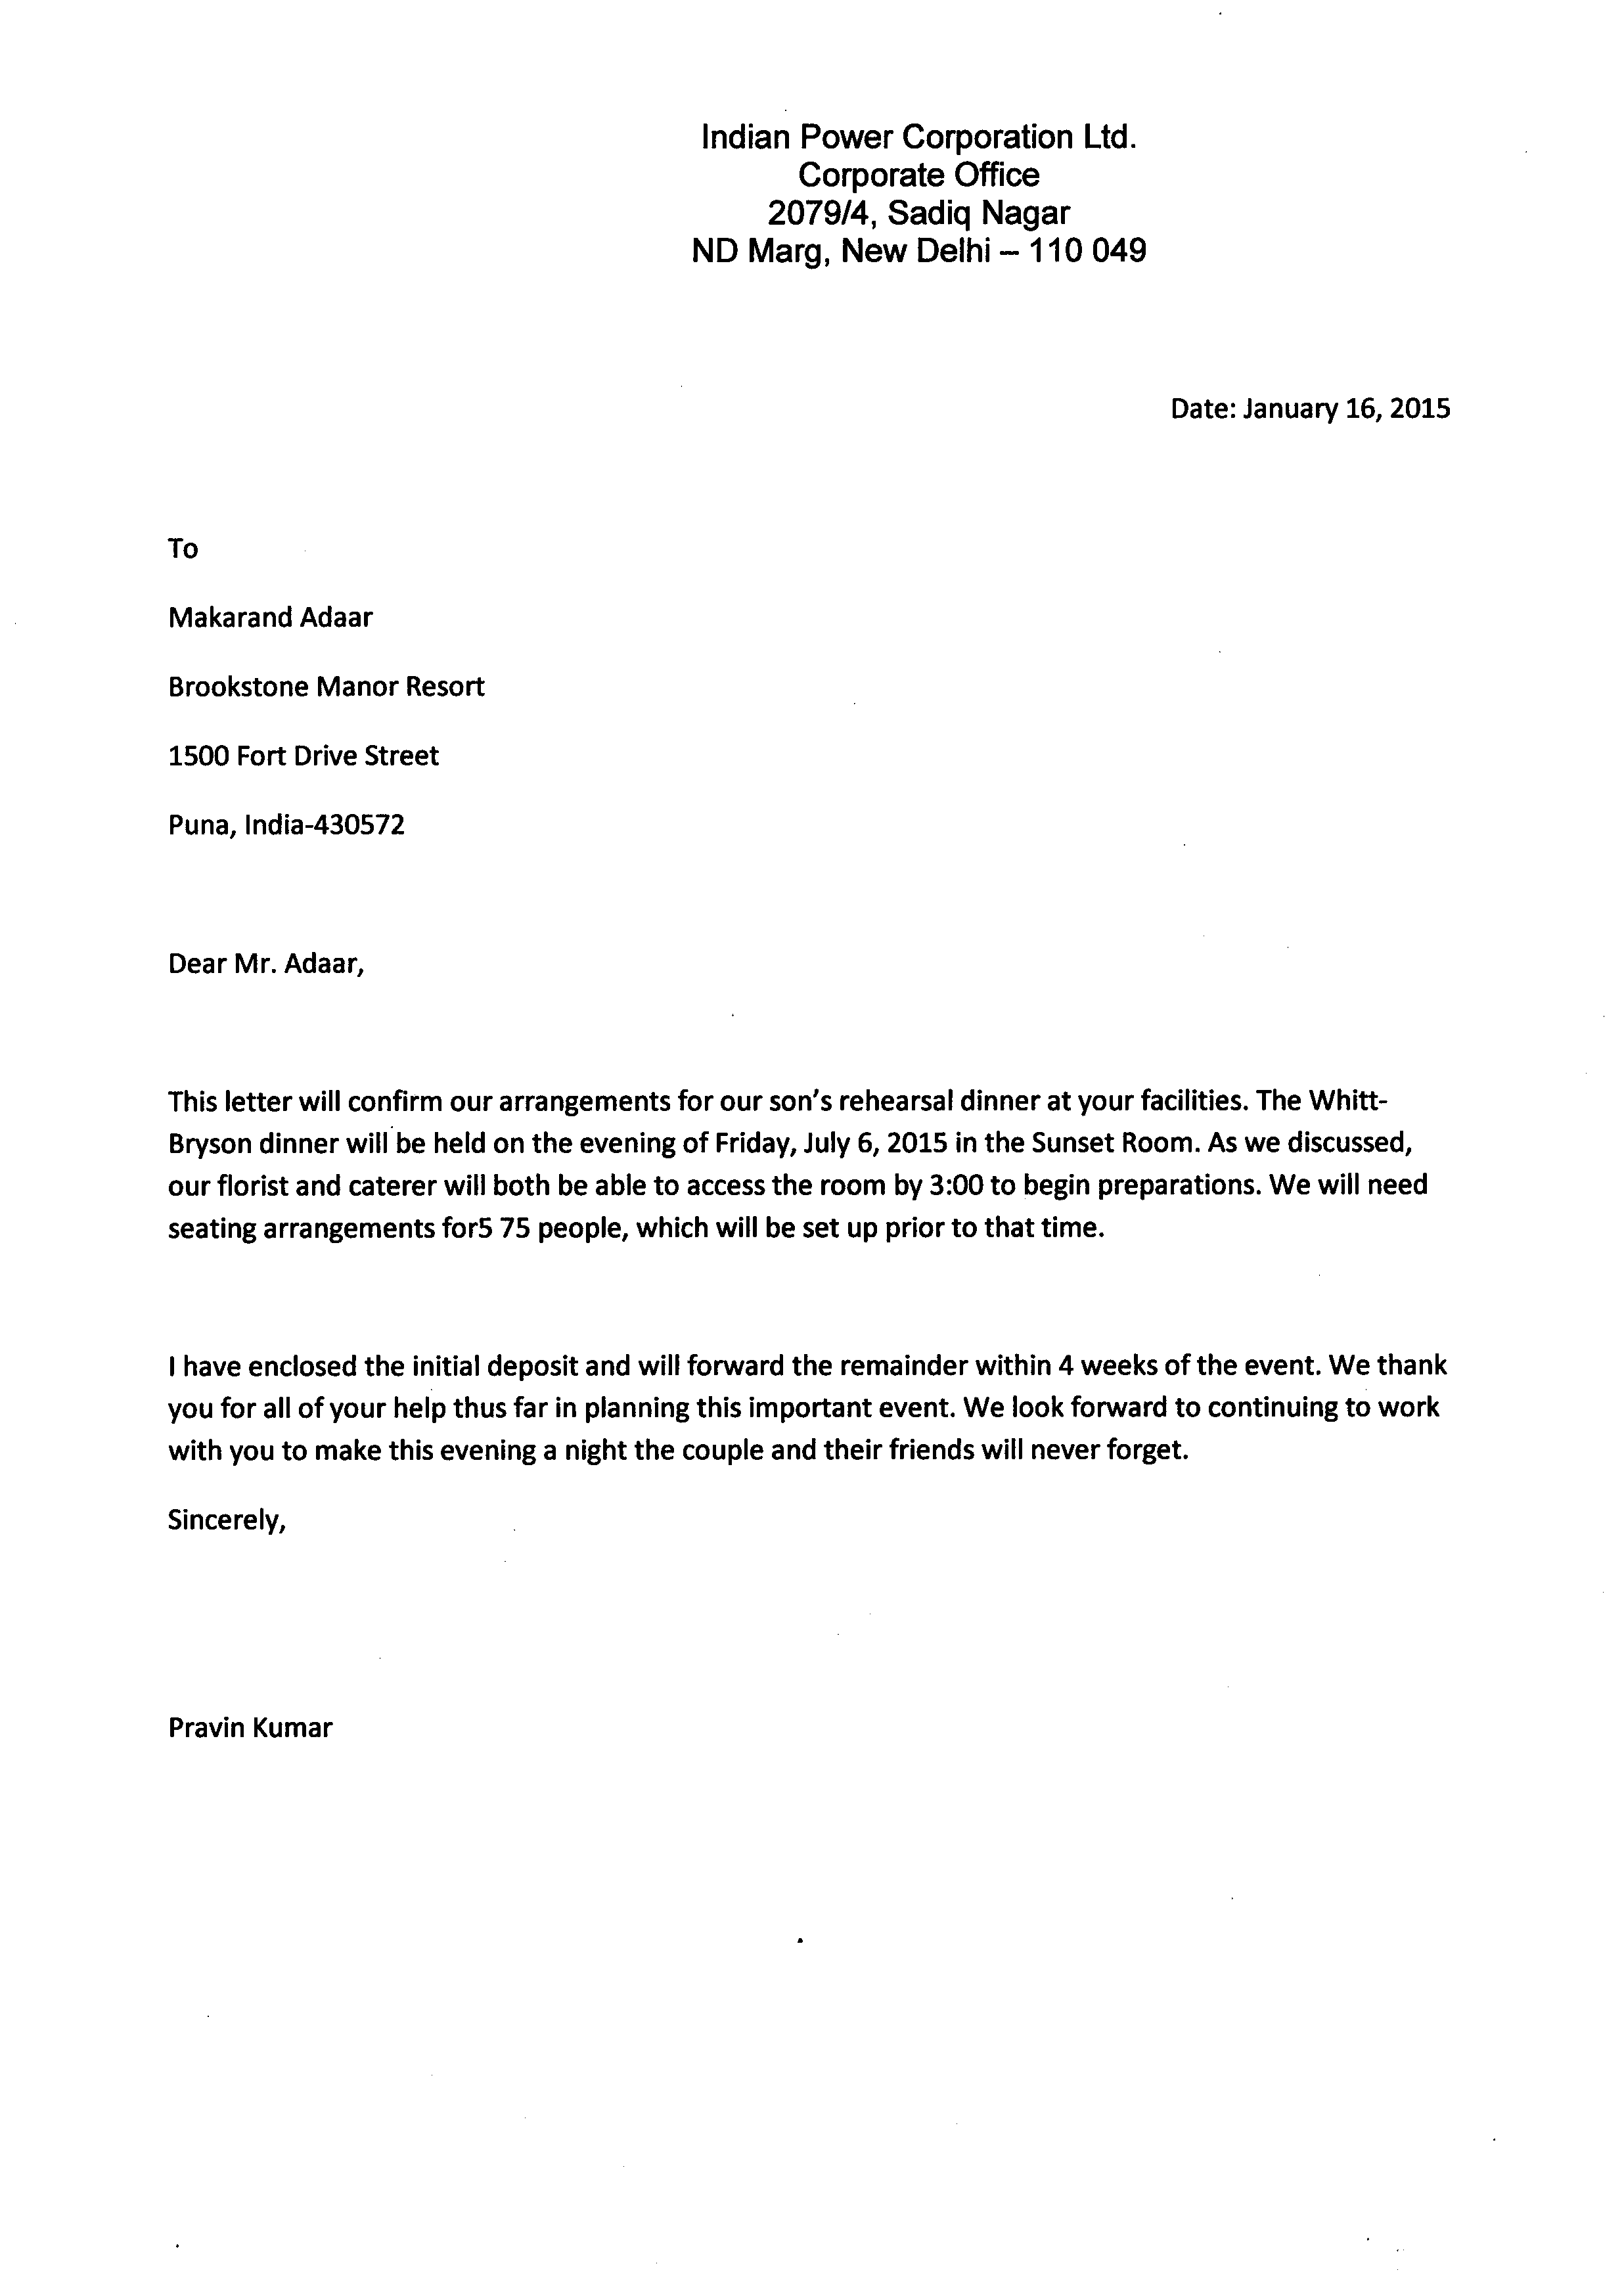 Indian Power Corporation Ltd.
Corporate Office
2079/4, Sadiq Nagar
ND Marg, New Delhi – 110 049
Date: January 16, 2015
To
Makarand Adaar
Brookstone Manor Resort
1500 Fort Drive Street
Puna, India-430572
Dear Mr. Adaar,
This letter will confirm our arrangements for our son's rehearsal dinner at your facilities. The Whitt-
Bryson dinner will be held on the evening of Friday, July 6, 2015 in the Sunset Room. As we discussed,
our florist and caterer will both be able to access the room by 3:00 to begin preparations. We will need
seating arrangements for5 75 people, which will be set up prior to that time.
I have enclosed the initial deposit and will forward the remainder within 4 weeks of the event. We thank
you for all of your help thus far in planning this important event. We look forward to continuing to work
with you to make this evening a night the couple and their friends will never forget.
Sincerely,
Pravin Kumar